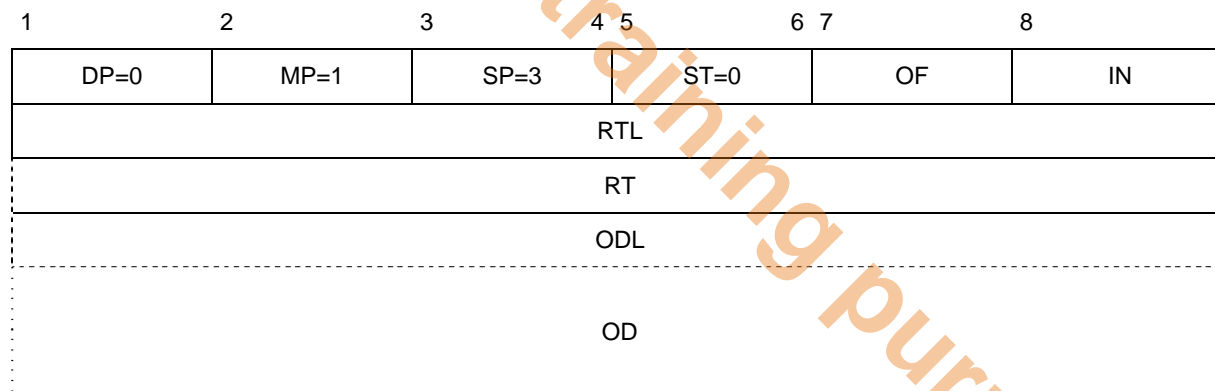 1 2 3 4 5 6 7 8
DP=0 MP=1 SP=3 ST=0 OF IN
RTL
RT
ODL
OD
training